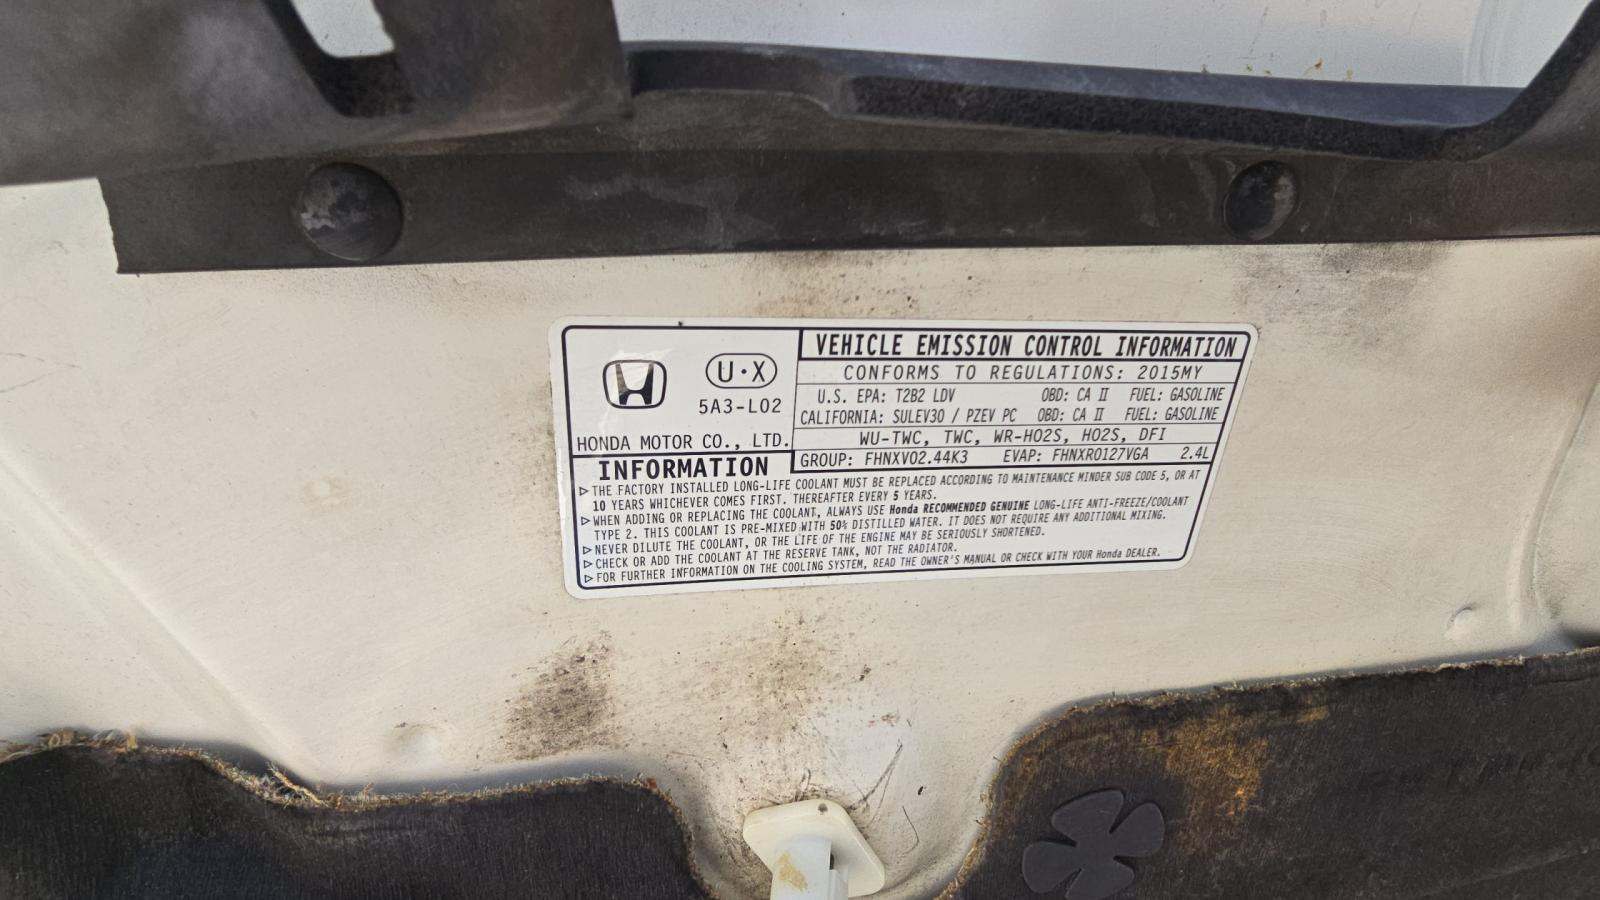 U·X
5A3-L02
HONDA MOTOR CO., LTD.
VEHICLE EMISSION CONTROL INFORMATION
CONFORMS TO REGULATIONS: 2015MY
U.S. EPA: T2B2 LDV OBD: CA II FUEL: GASOLINE
CALIFORNIA: SULEV30 / PZEV PC OBD: CA II FUEL: GASOLINE
WU-TWC, TWC, WR-HO2S, HO2S, DFI
GROUP: FHNXV02.44K3 EVAP: FHNXR0127VGA 2.4L
INFORMATION
▷ THE FACTORY INSTALLED LONG-LIFE COOLANT MUST BE REPLACED ACCORDING TO MAINTENANCE MINDER SUB CODE 5, OR AT
10 YEARS WHICHEVER COMES FIRST. THEREAFTER EVERY 5 YEARS.
▷ WHEN ADDING OR REPLACING THE COOLANT, ALWAYS USE Honda RECOMMENDED GENUINE LONG-LIFE ANTI-FREEZE/COOLANT
TYPE 2. THIS COOLANT IS PRE-MIXED WITH 50% DISTILLED WATER. IT DOES NOT REQUIRE ANY ADDITIONAL MIXING.
▷ NEVER DILUTE THE COOLANT, OR THE LIFE OF THE ENGINE MAY BE SERIOUSLY SHORTENED.
▷ CHECK OR ADD THE COOLANT AT THE RESERVE TANK, NOT THE RADIATOR.
▷ FOR FURTHER INFORMATION ON THE COOLING SYSTEM, READ THE OWNER'S MANUAL OR CHECK WITH YOUR Honda DEALER.